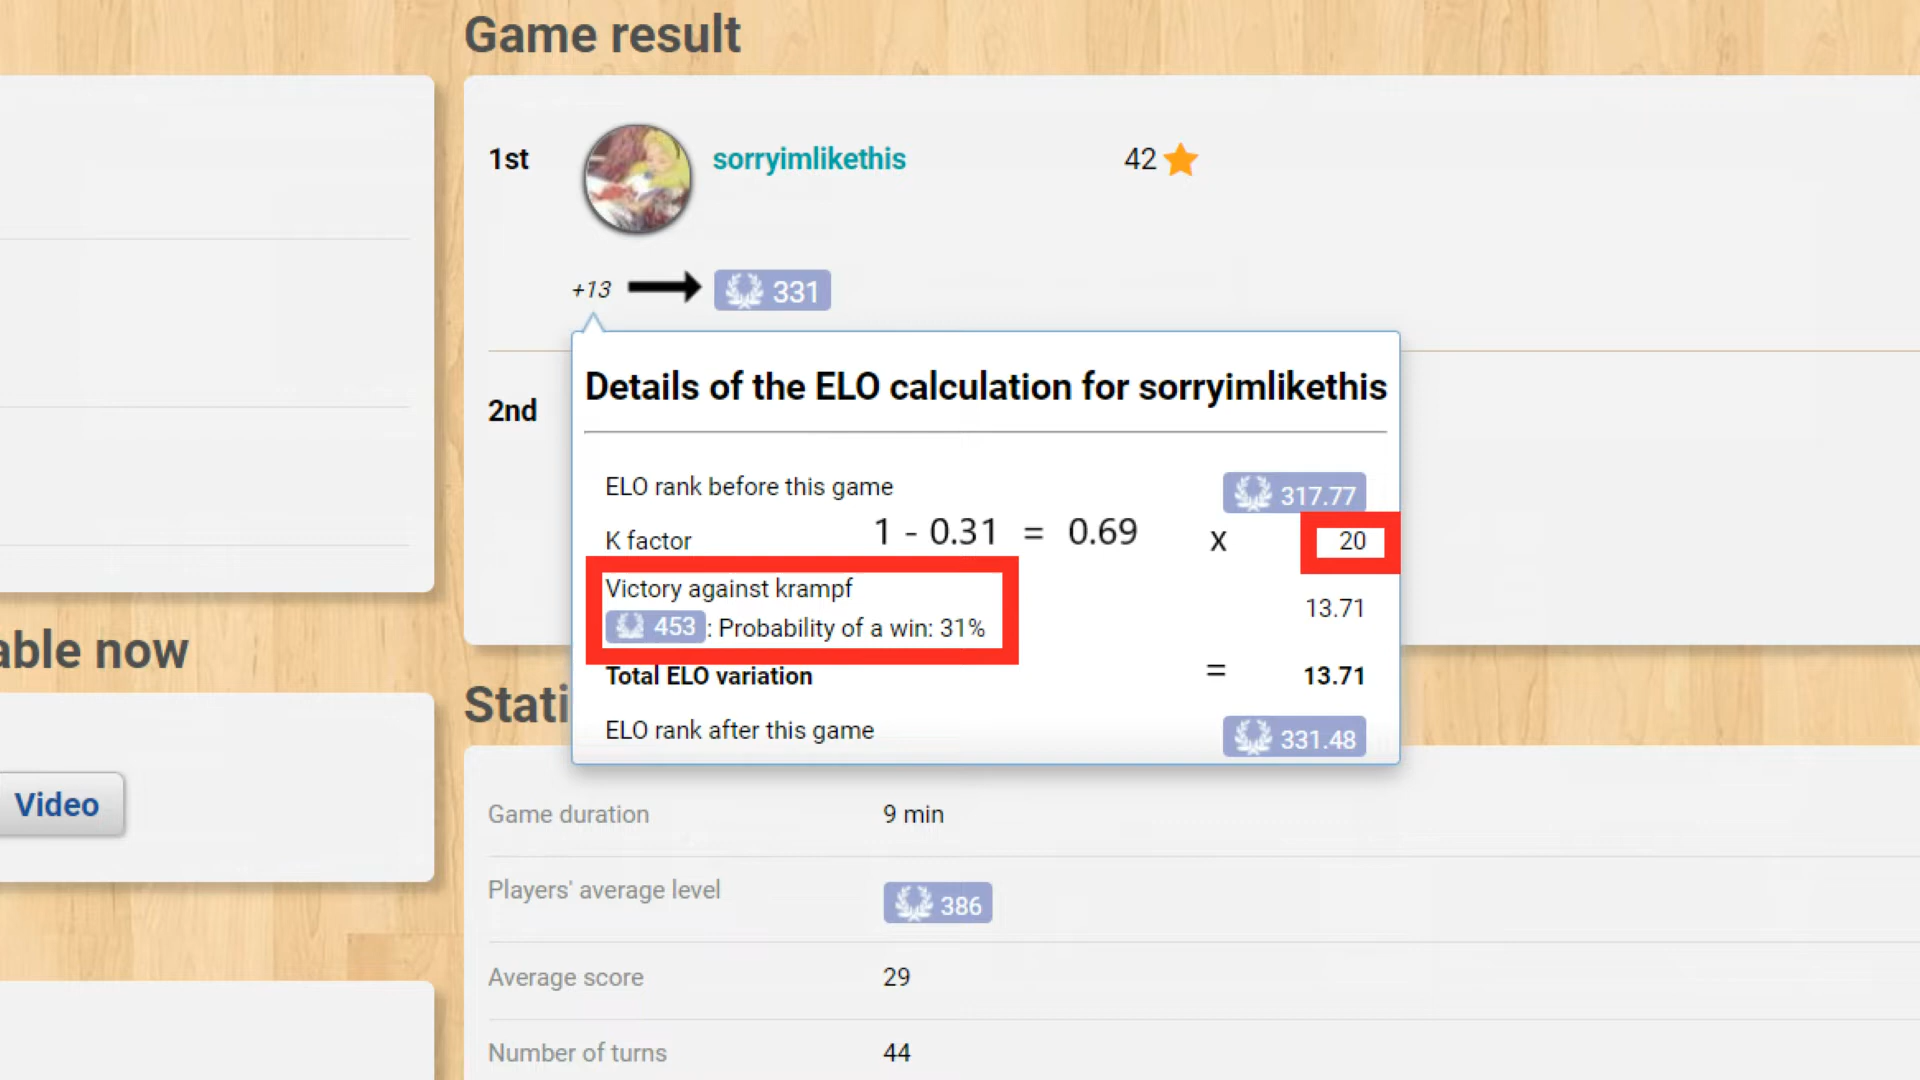 Game result
1st sorryimlikethis 42
+13 331
Details of the ELO calculation for sorryimlikethis
2nd
ELO rank before this game 317.77
K factor 1 - 0.31 = 0.69 x 20
Victory against krampf
453 : Probability of a win: 31% 13.71
Total ELO variation = 13.71
ELO rank after this game 331.48
able now
Stati
Video
Game duration 9 min
Players' average level 386
Average score 29
Number of turns 44